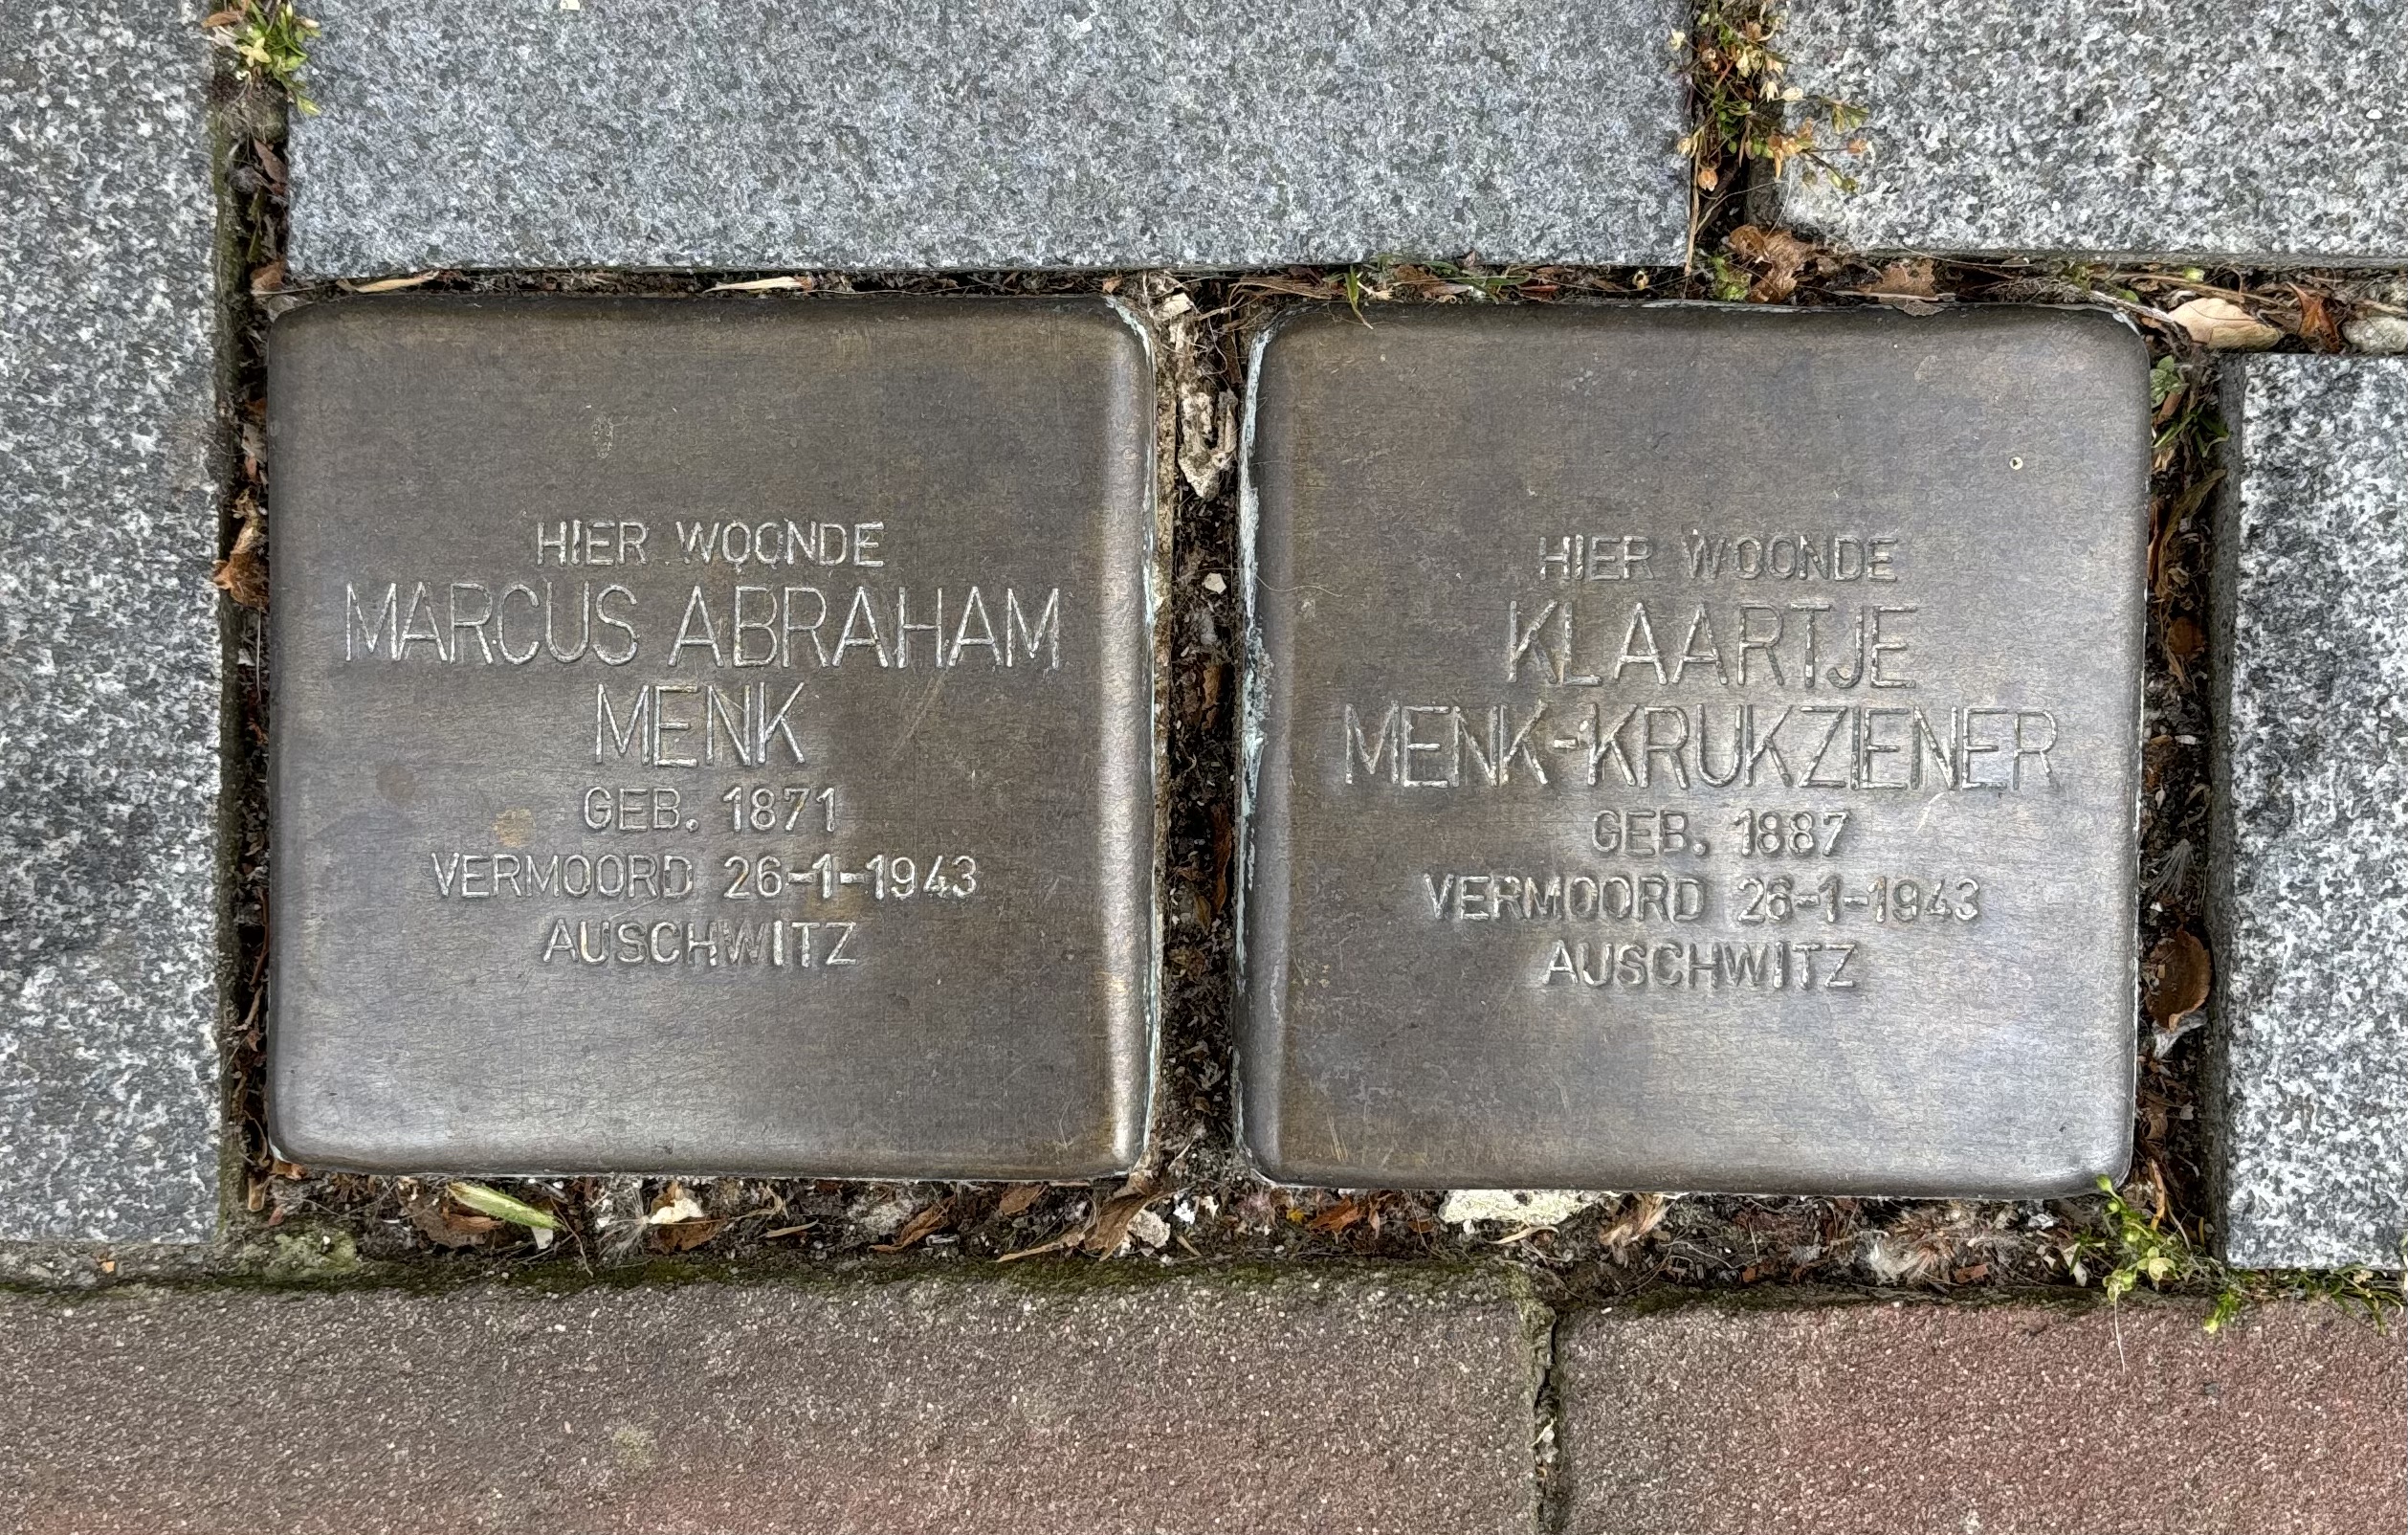 HIER WOONDE
MARCUS ABRAHAM
MENK
GEB. 1871
VERMOORD 26-1-1943
AUSCHWITZ
HIER WOONDE
KLAARTJE
MENK-KRUKZIENER
GEB. 1887
VERMOORD 26-1-1943
AUSCHWITZ